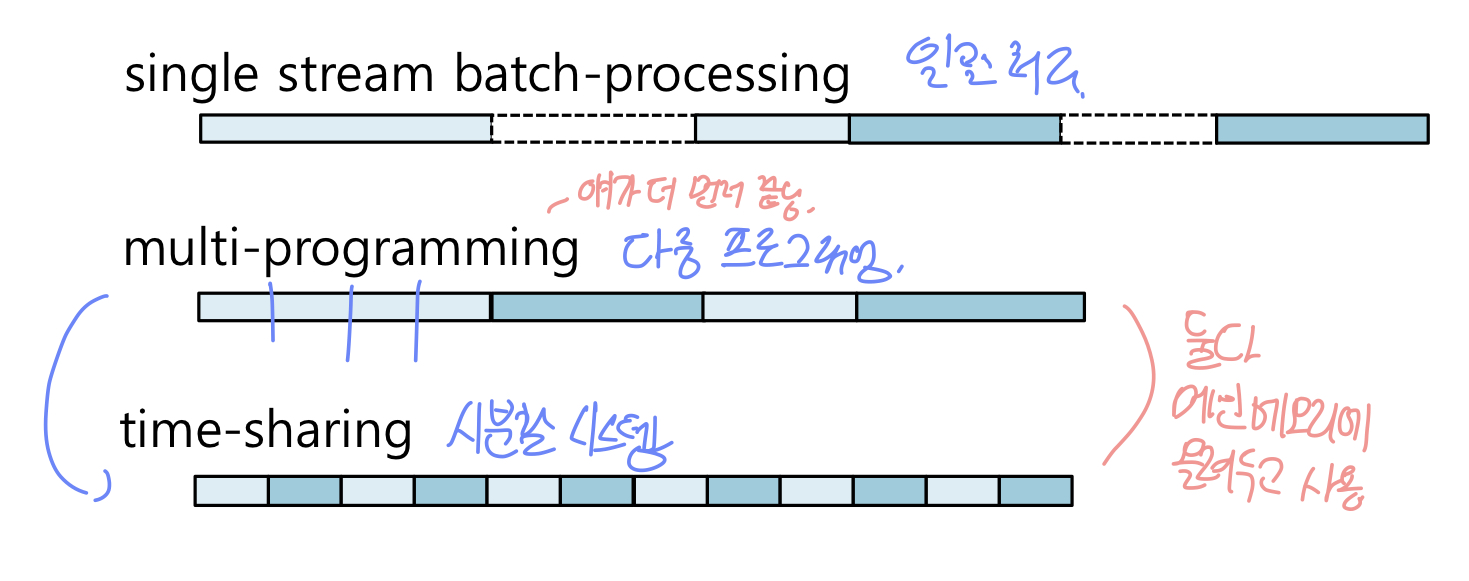 single stream batch-processing 일괄처리.
얘가 더 먼저 끝남.
multi-programming 다중 프로그래밍.
time-sharing 시분할 시스템
둘다
메인메모리에
올려두고 사용